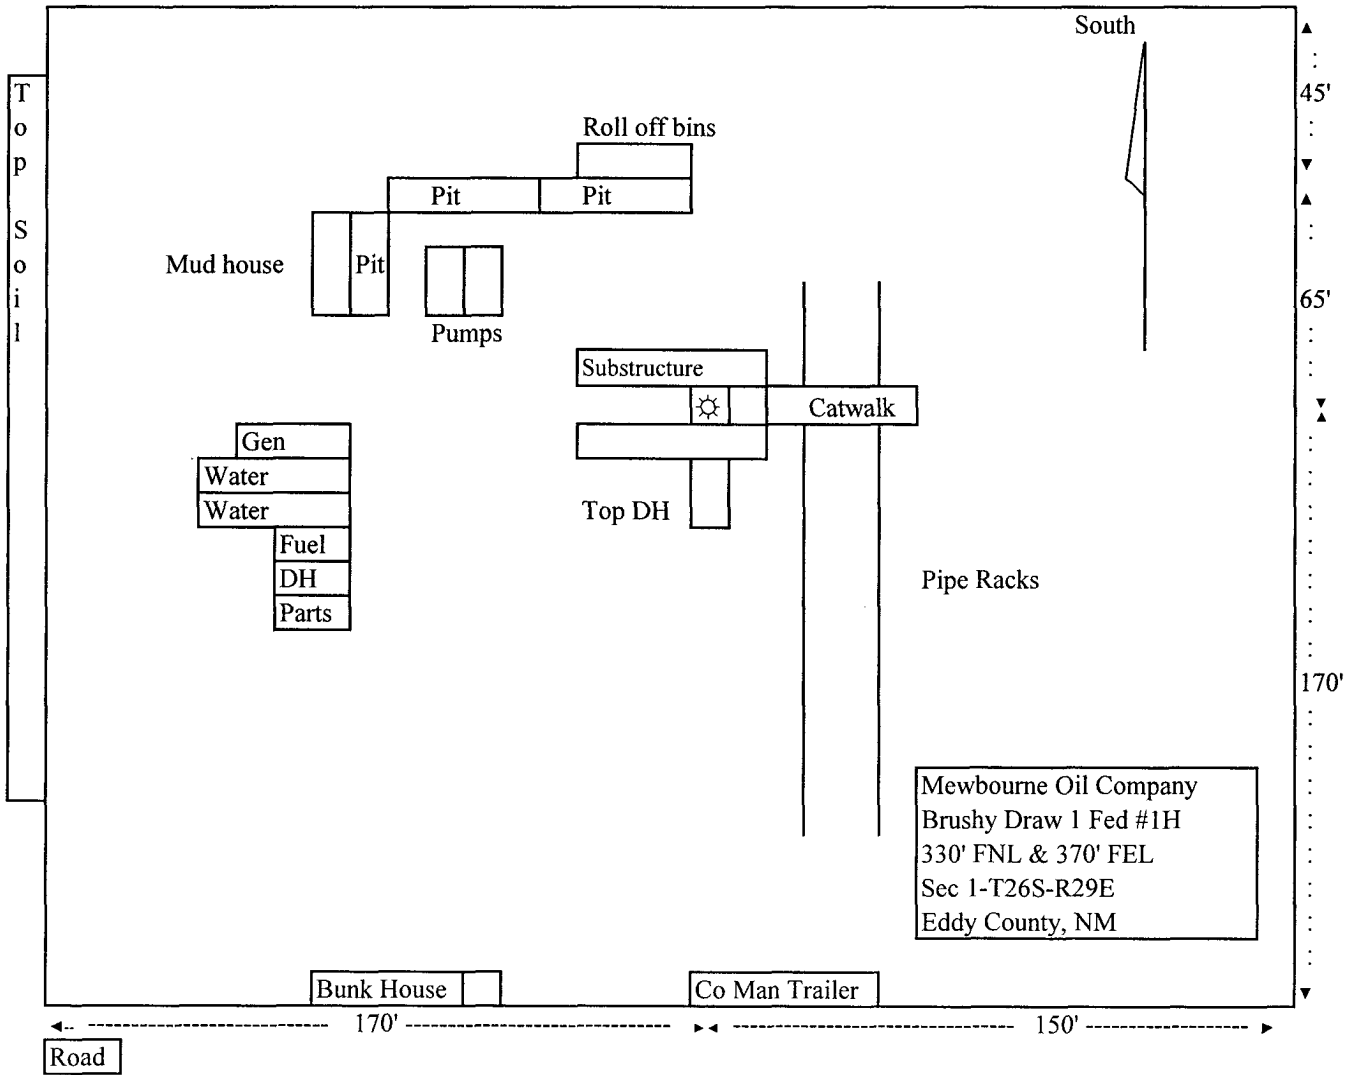 South
45'
Top Soil
Roll off bins
Pit
Pit
Mud house
Pit
Pumps
65'
Substructure
Catwalk
Gen
Water
Water
Top DH
Fuel
DH
Parts
Pipe Racks
170'
Mewbourne Oil Company
Brushy Draw 1 Fed #1H
330' FNL & 370' FEL
Sec 1-T26S-R29E
Eddy County, NM
Bunk House
Co Man Trailer
170'
150'
Road